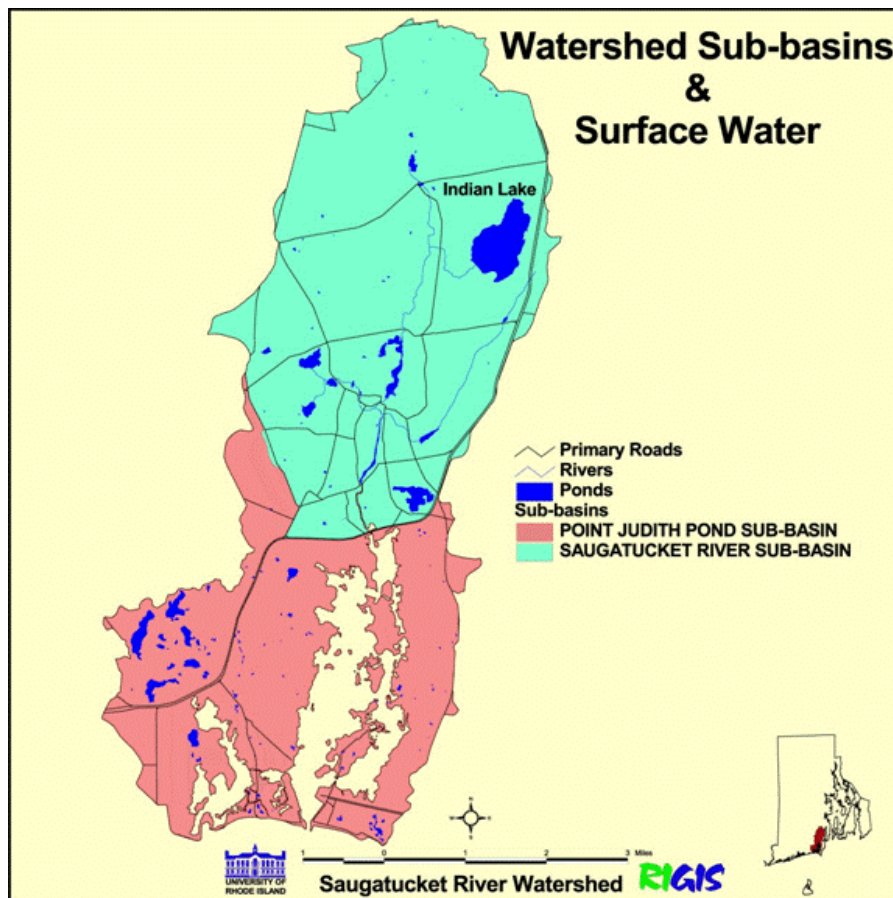 Watershed Sub-basins
&
Surface Water
Indian Lake
Primary Roads
Rivers
Ponds
Sub-basins
POINT JUDITH POND SUB-BASIN
SAUGATUCKET RIVER SUB-BASIN
N
W
E
S
1 0 1 2 3 Miles
UNIVERSITY OF
RHODE ISLAND
Saugatucket River Watershed
RIGIS